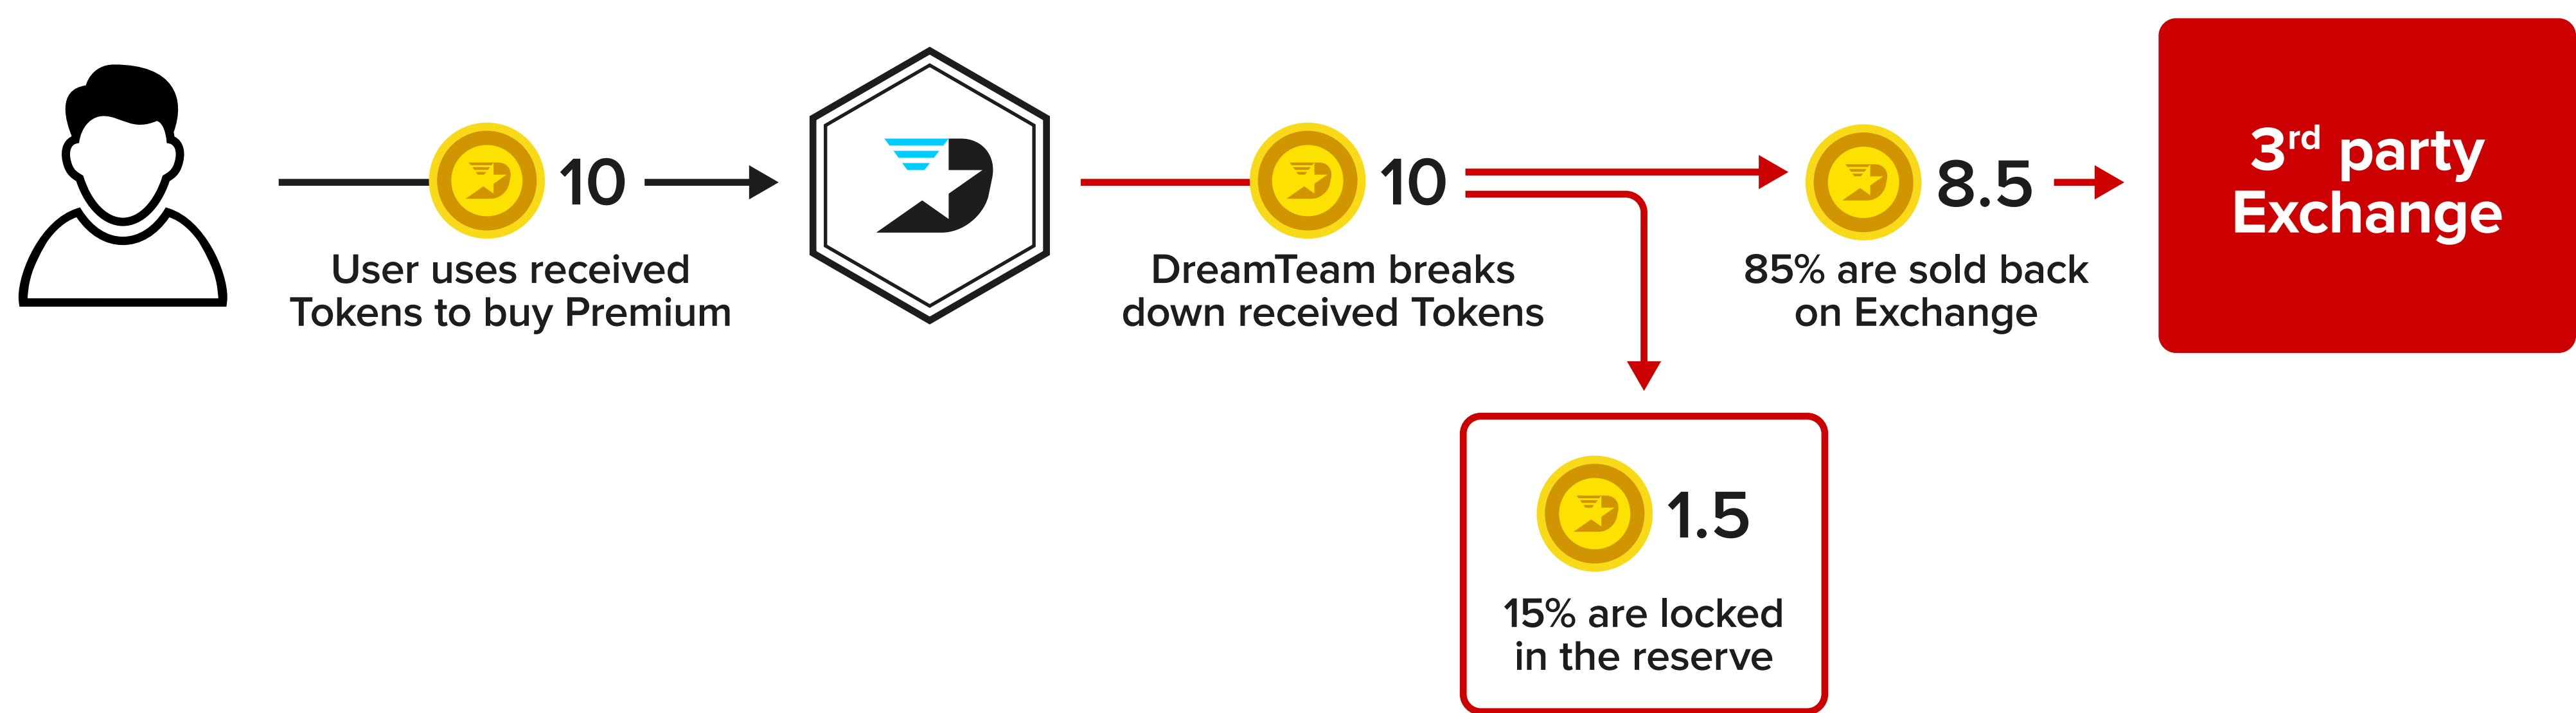 10
User uses received
Tokens to buy Premium
10
DreamTeam breaks
down received Tokens
8.5
85% are sold back
on Exchange
3rd party
Exchange
1.5
15% are locked
in the reserve